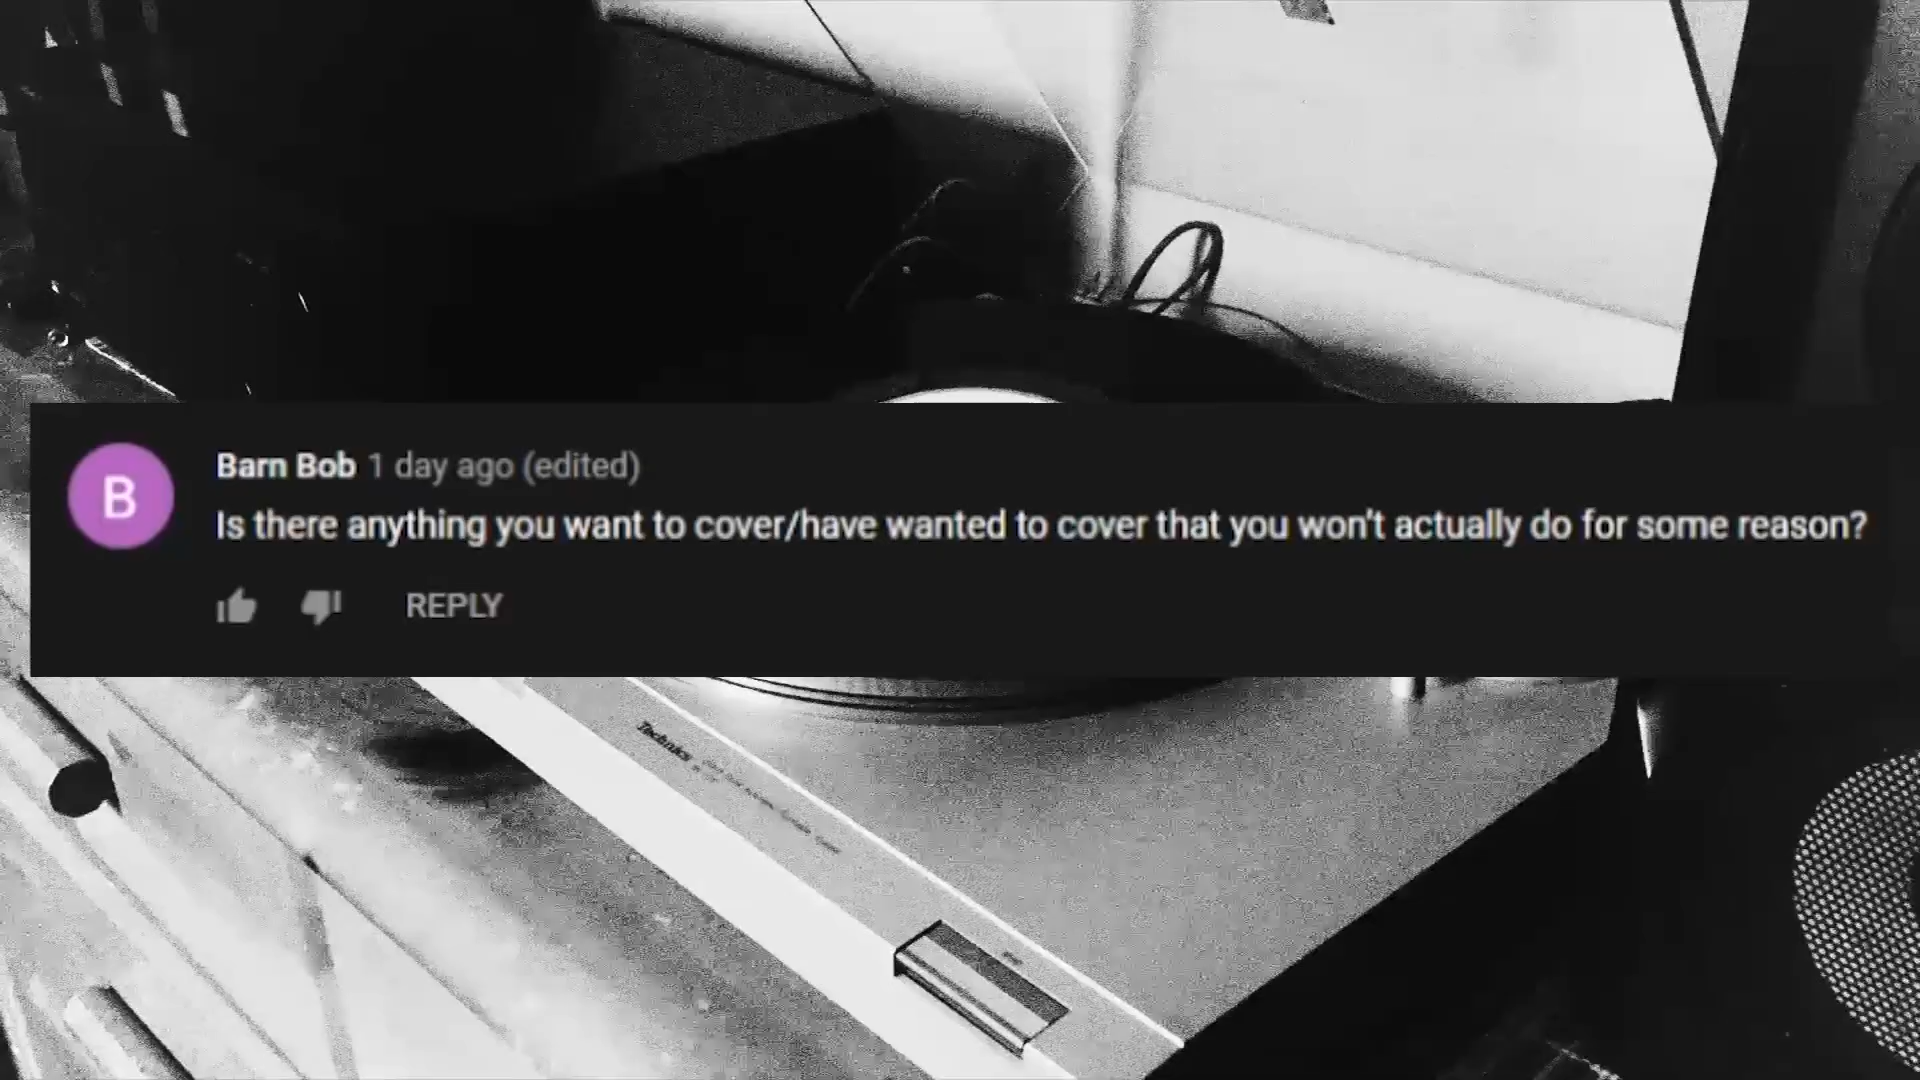 B
Barn Bob 1 day ago (edited)
Is there anything you want to cover/have wanted to cover that you won't actually do for some reason?
REPLY
Technics